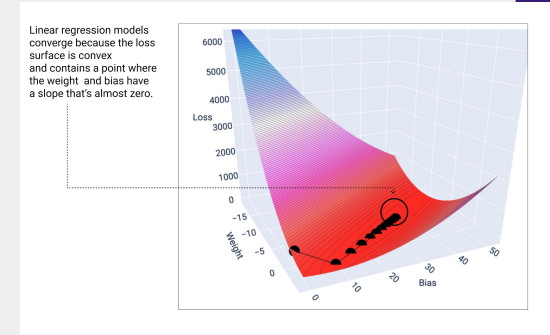 Linear regression models
converge because the loss
surface is convex
and contains a point where
the weight and bias have
a slope that's almost zero.
6000
5000
4000
Loss
3000
2000
1000
0
−15
−10
Weight
−5
0
0
10
20
30
40
50
Bias